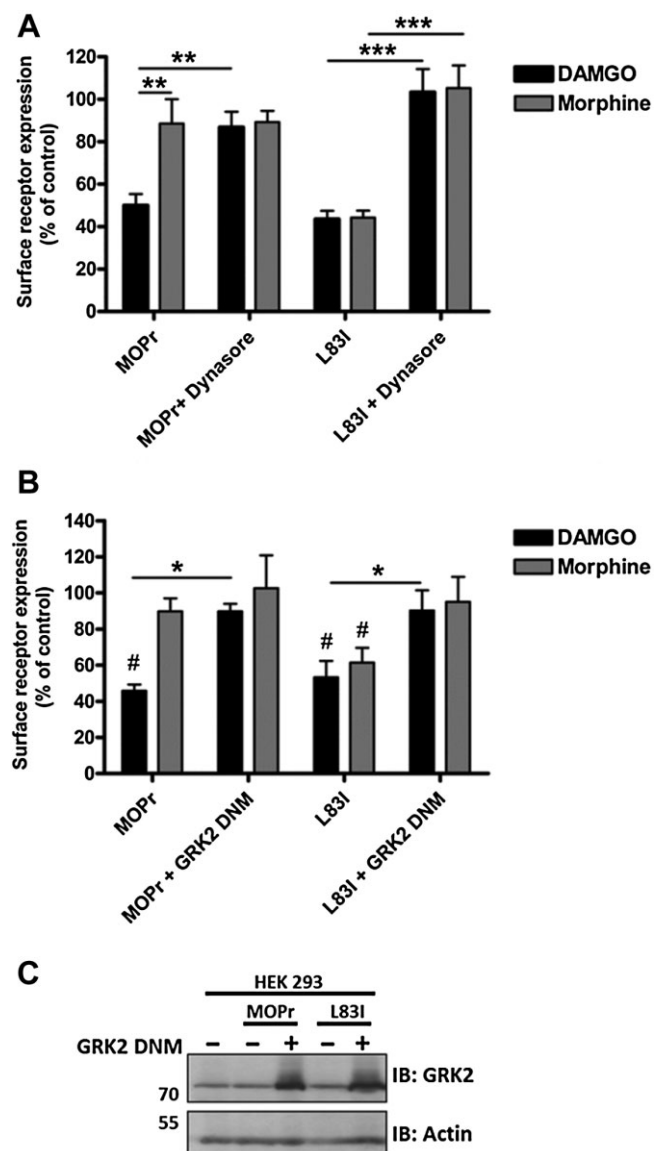 A
Surface receptor expression
(% of control)
120
100
80
60
40
20
0
**
**
***
***
DAMGO
Morphine
MOPr
MOPr+ Dynasore
L83I
L83I + Dynasore
B
Surface receptor expression
(% of control)
140
120
100
80
60
40
20
0
#
*
#
#
*
DAMGO
Morphine
MOPr
MOPr + GRK2 DNM
L83I
L83I + GRK2 DNM
C
HEK 293
MOPr L83I
GRK2 DNM − − + − +
70
IB: GRK2
55
IB: Actin